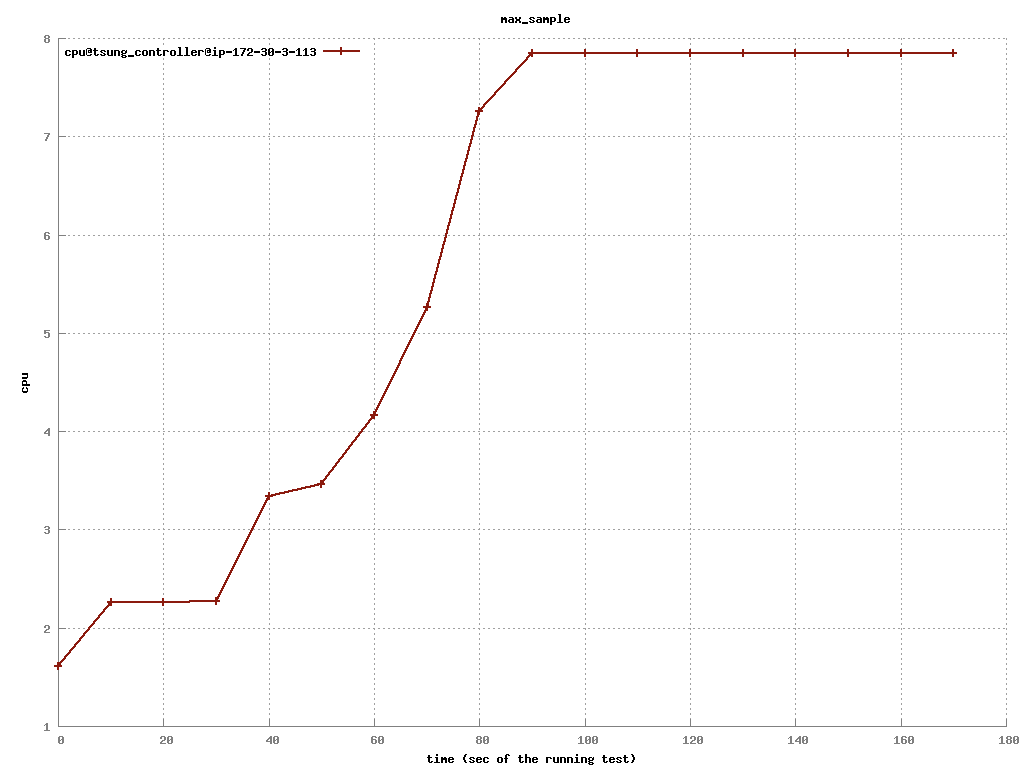 max_sample
cpu@tsung_controller@ip-172-30-3-113
8
7
6
5
4
3
2
1
cpu
0 20 40 60 80 100 120 140 160 180
time (sec of the running test)